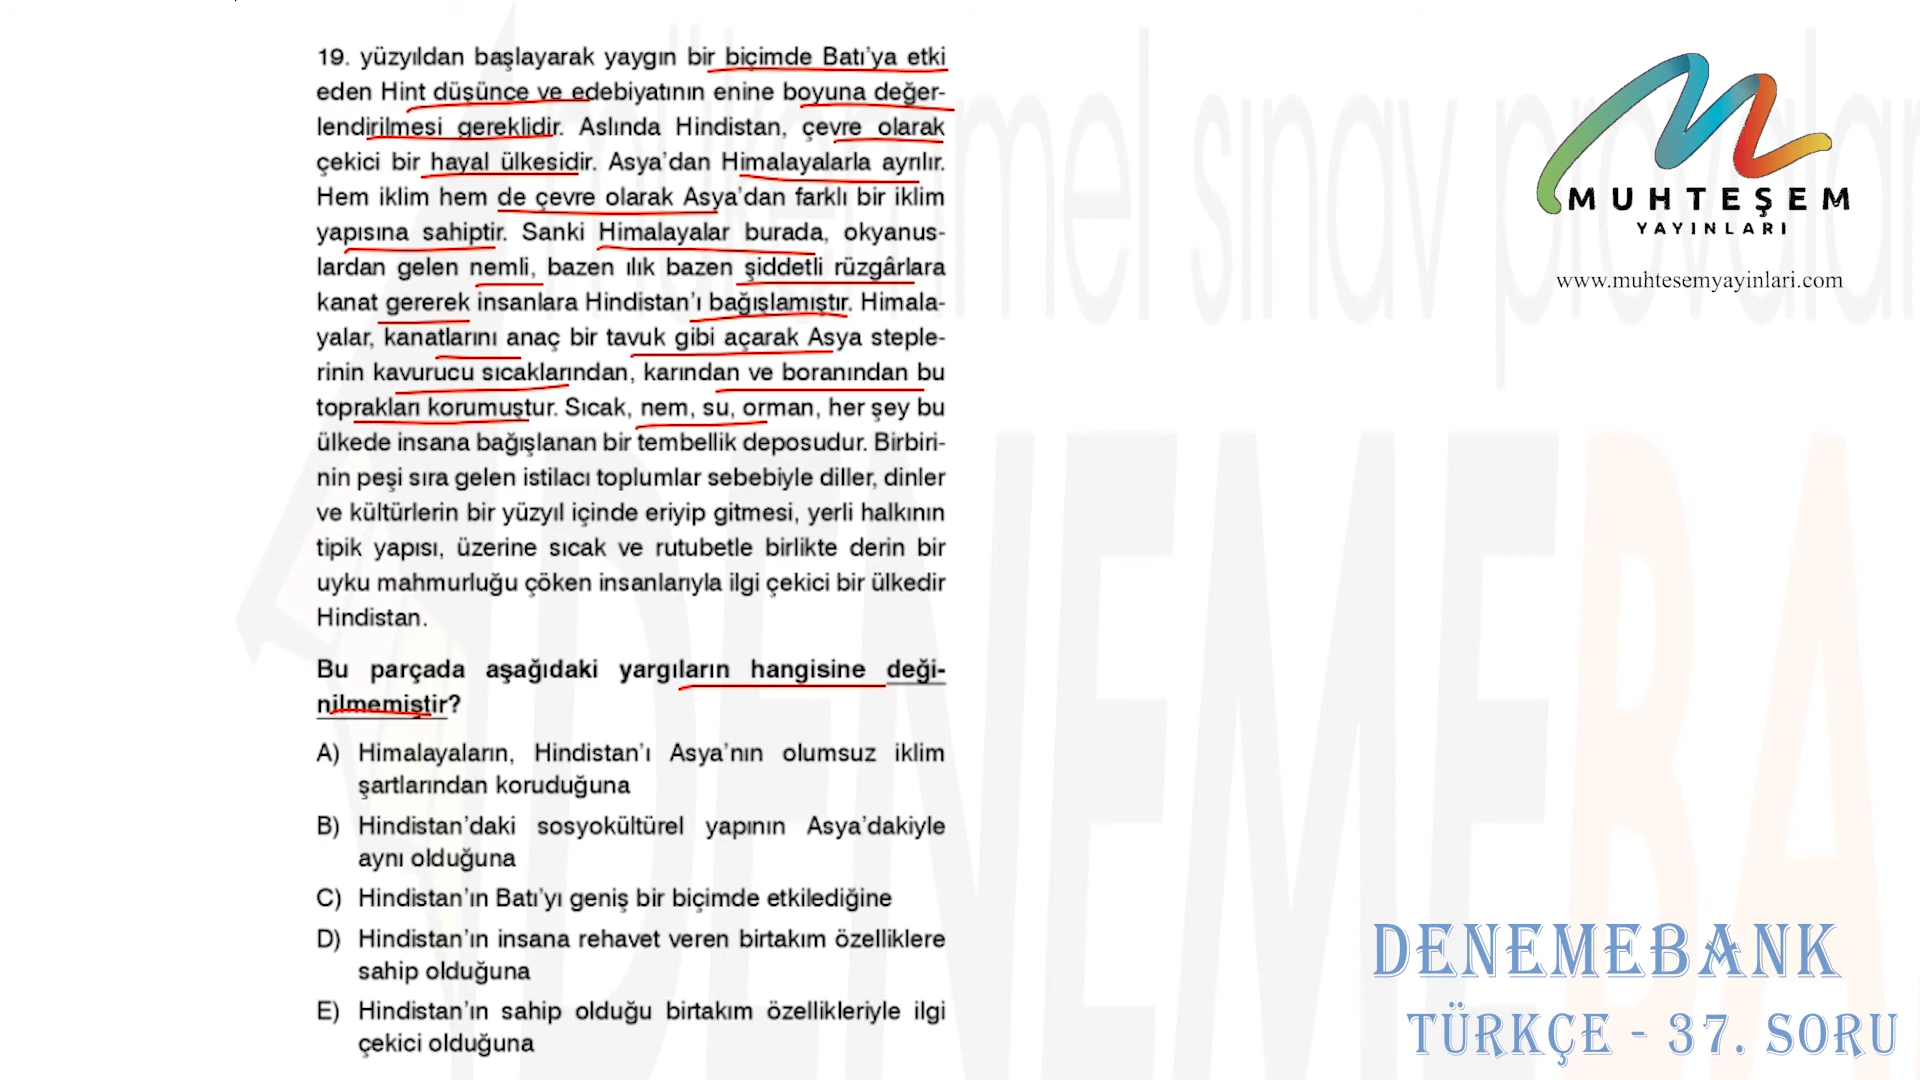 19. yüzyıldan başlayarak yaygın bir biçimde Batı'ya etki
eden Hint düşünce ve edebiyatının enine boyuna değer-
lendirilmesi gereklidir. Aslında Hindistan, çevre olarak
çekici bir hayal ülkesidir. Asya'dan Himalayalarla ayrılır.
Hem iklim hem de çevre olarak Asya'dan farklı bir iklim
yapısına sahiptir. Sanki Himalayalar burada, okyanus-
lardan gelen nemli, bazen ılık bazen şiddetli rüzgârlara
kanat gererek insanlara Hindistan'ı bağışlamıştır. Himala-
yalar, kanatlarını anaç bir tavuk gibi açarak Asya steple-
rinin kavurucu sıcaklarından, karından ve boranından bu
toprakları korumuştur. Sıcak, nem, su, orman, her şey bu
ülkede insana bağışlanan bir tembellik deposudur. Birbiri-
nin peşi sıra gelen istilacı toplumlar sebebiyle diller, dinler
ve kültürlerin bir yüzyıl içinde eriyip gitmesi, yerli halkının
tipik yapısı, üzerine sıcak ve rutubetle birlikte derin bir
uyku mahmurluğu çöken insanlarıyla ilgi çekici bir ülkedir
Hindistan.
Bu parçada aşağıdaki yargıların hangisine deği-
nilmemiştir?
A) Himalayaların, Hindistan'ı Asya'nın olumsuz iklim
şartlarından koruduğuna
B) Hindistan'daki sosyokültürel yapının Asya'dakiyle
aynı olduğuna
C) Hindistan'ın Batı'yı geniş bir biçimde etkilediğine
D) Hindistan'ın insana rehavet veren birtakım özelliklere
sahip olduğuna
E) Hindistan'ın sahip olduğu birtakım özellikleriyle ilgi
çekici olduğuna
MUHTEŞEM
YAYINLARI
www.muhtesemyayinlari.com
mükemmel sınav provaları
DENEMEBA
DENEMEBANK
TÜRKÇE - 37. SORU